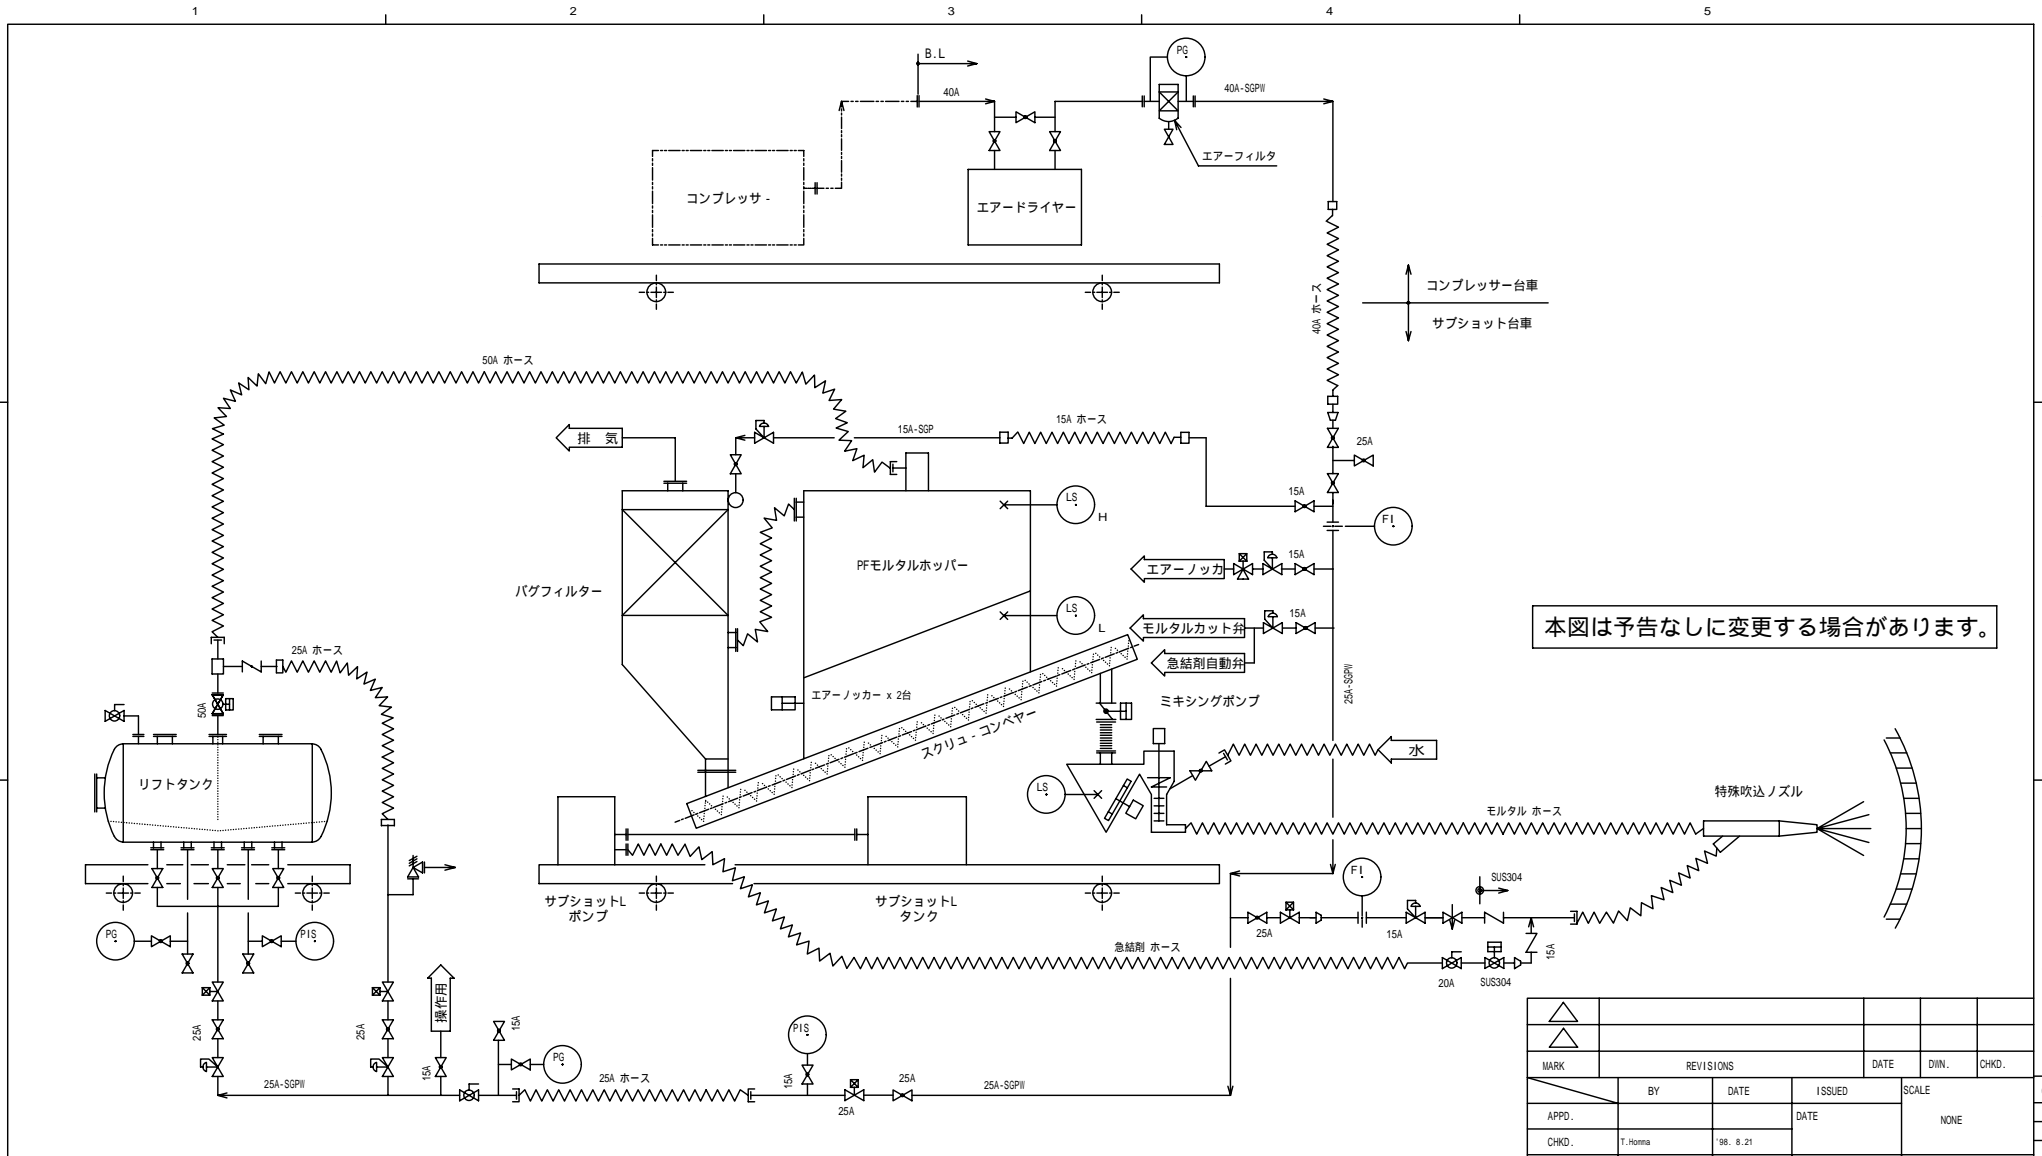 1 2 3 4 5
B.L
PG
40A
40A-SGPW
エアーフィルタ
コンプレッサ -
エアードライヤー
コンプレッサー台車
40A ホース
サブショット台車
50A ホース
15A ホース
15A-SGP
排 気
25A
LS
H
15A
FI
PFモルタルホッパー
エアーノッカ
15A
バグフィルター
LS
L
15A
モルタルカット弁
本図は予告なしに変更する場合があります。
25A ホース
急結剤自動弁
25A-SGPW
エアーノッカー x 2台
ミキシングポンプ
50A
スクリュ - コンベヤー
水
リフトタンク
LS
特殊吹込ノズル
モルタル ホース
FI
SUS304
サブショットL
ポンプ
サブショットL
タンク
PG
PIS
25A
15A
急結剤 ホース
15A
20A
SUS304
操作用
25A
25A
15A
15A
PG
PIS
15A
25A-SGPW
25A ホース
25A
25A
25A-SGPW
MARK REVISIONS DATE DWN. CHKD.
BY DATE ISSUED SCALE
APPD. DATE NONE
CHKD. T.Homma '98. 8.21